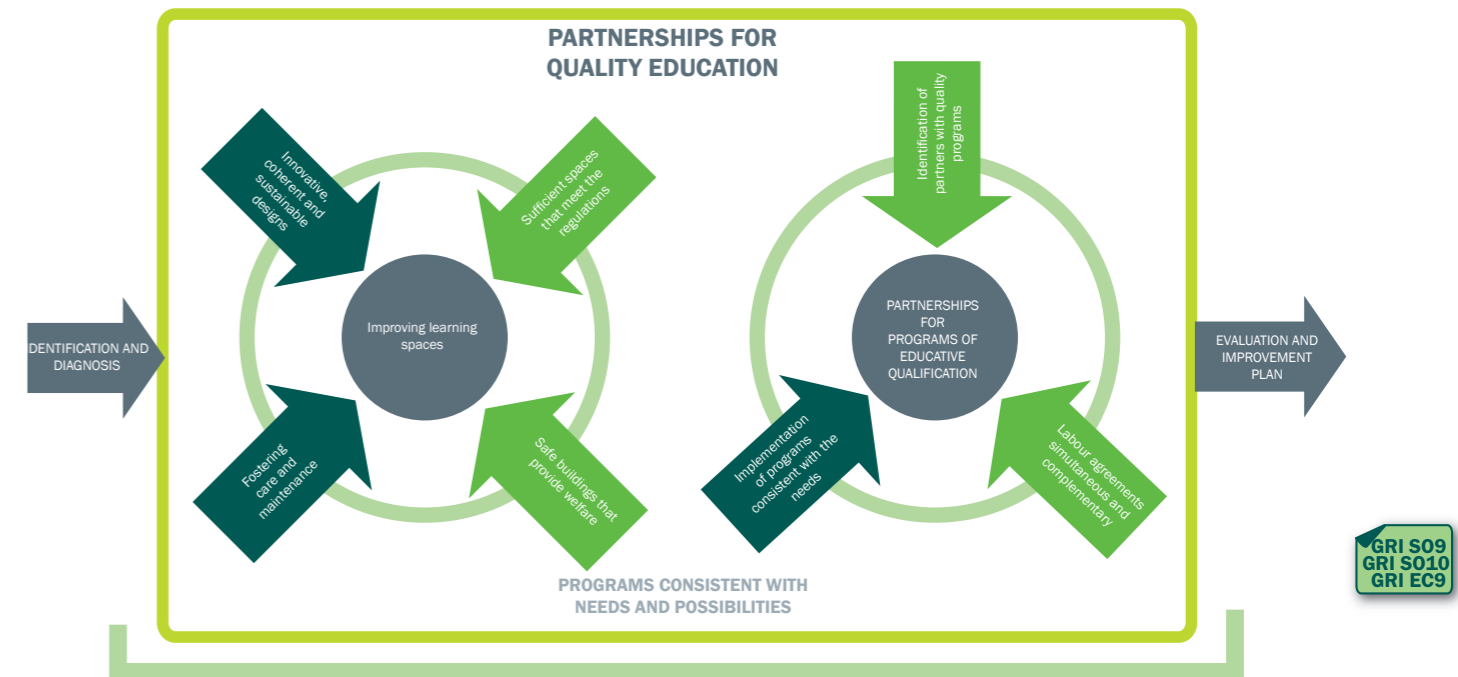 PARTNERSHIPS FOR
QUALITY EDUCATION
IDENTIFICATION AND
DIAGNOSIS
Innovative,
coherent and
sustainable
designs
Sufficient spaces
that meet the
regulations
Improving learning
spaces
Fostering
care and
maintenance
Safe buildings that
provide welfare
Identification of
partners with quality
programs
PARTNERSHIPS
FOR
PROGRAMS OF
EDUCATIVE
QUALIFICATION
Implementation
of programs
consistent with the
needs
Labour agreements
simultaneous and
complementary
EVALUATION AND
IMPROVEMENT
PLAN
PROGRAMS CONSISTENT WITH
NEEDS AND POSSIBILITIES
GRI SO9
GRI SO10
GRI EC9